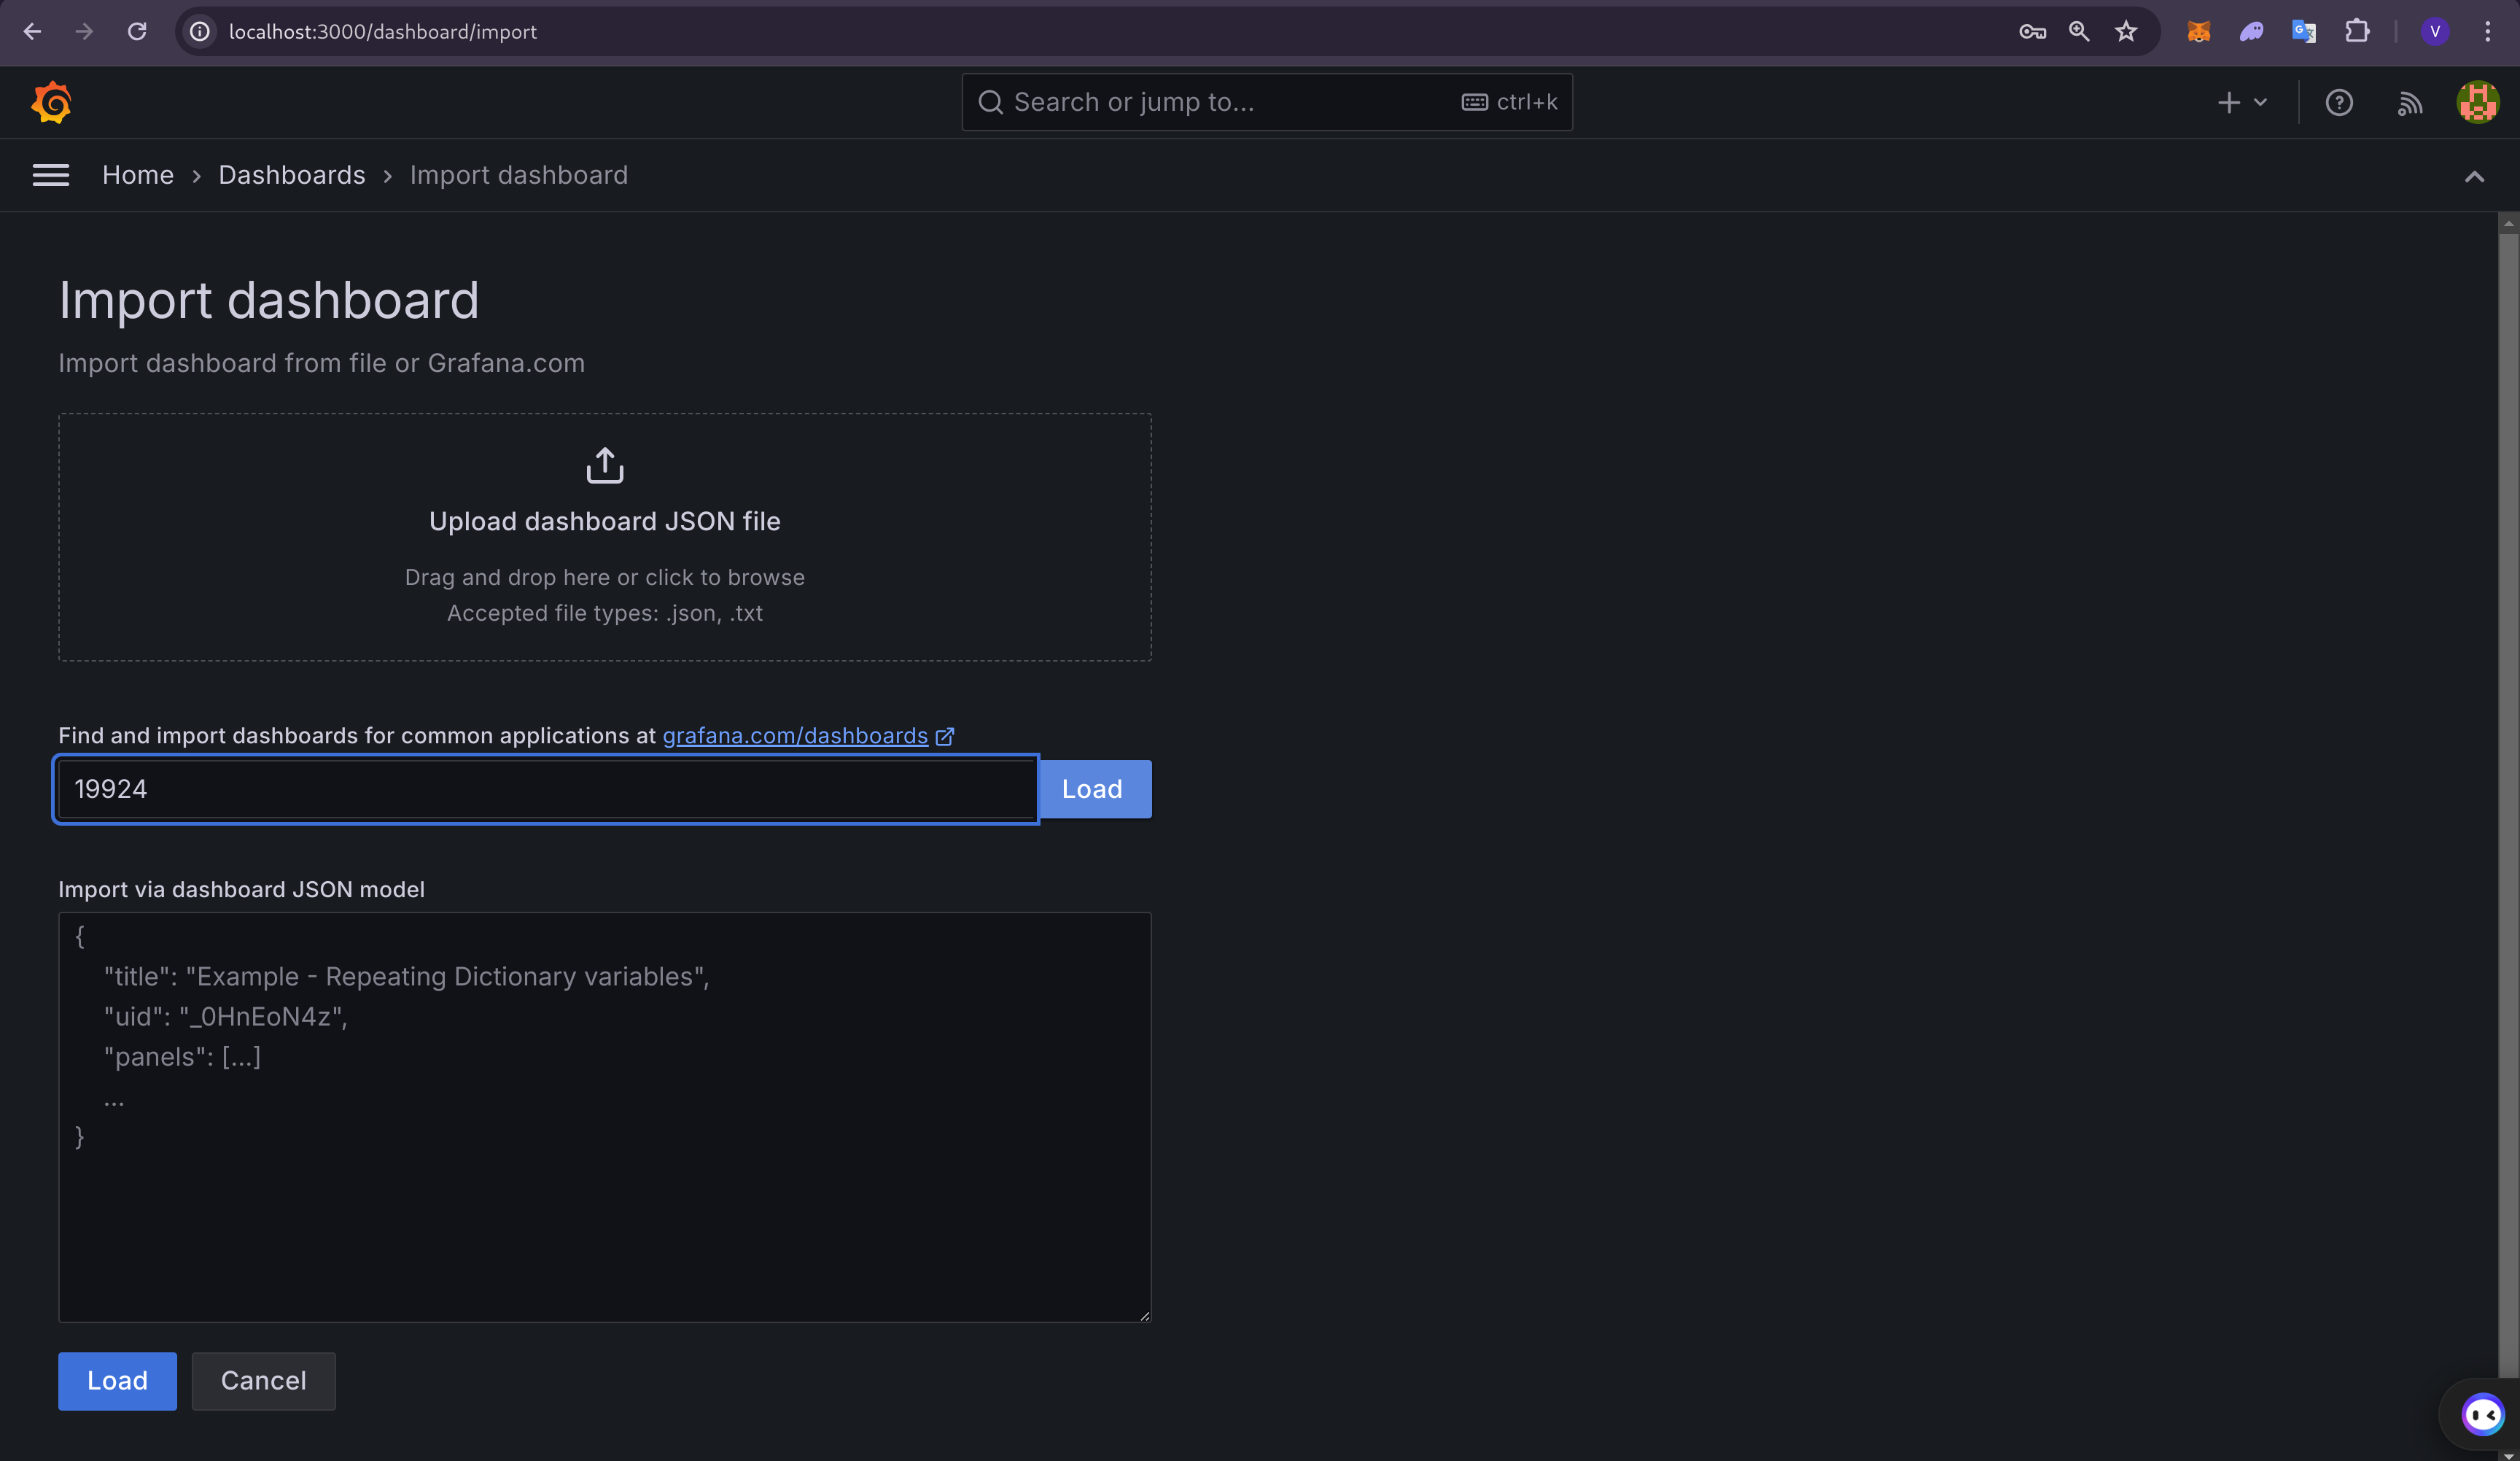 localhost:3000/dashboard/import
V
Search or jump to...
ctrl+k
Home
Dashboards
Import dashboard
Import dashboard
Import dashboard from file or Grafana.com
Upload dashboard JSON file
Drag and drop here or click to browse
Accepted file types: .json, .txt
Find and import dashboards for common applications at grafana.com/dashboards
19924
Load
Import via dashboard JSON model
{
"title": "Example - Repeating Dictionary variables",
"uid": "_0HnEoN4z",
"panels": [...]
...
}
Load
Cancel